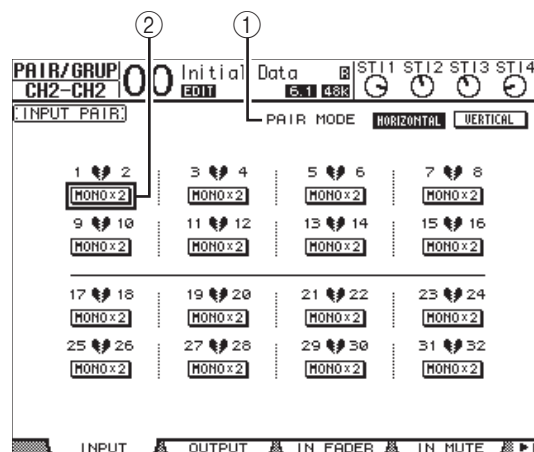 ② ①
PAIR/GRUP 00 Initial Data R ST11 ST12 ST13 ST14
CH2-CH2 EDIT 6.1 48k
INPUT PAIR
PAIR MODE HORIZONTAL VERTICAL
1 2 3 4 5 6 7 8
MONO×2 MONO×2 MONO×2 MONO×2
9 10 11 12 13 14 15 16
MONO×2 MONO×2 MONO×2 MONO×2
17 18 19 20 21 22 23 24
MONO×2 MONO×2 MONO×2 MONO×2
25 26 27 28 29 30 31 32
MONO×2 MONO×2 MONO×2 MONO×2
INPUT OUTPUT IN FADER IN MUTE